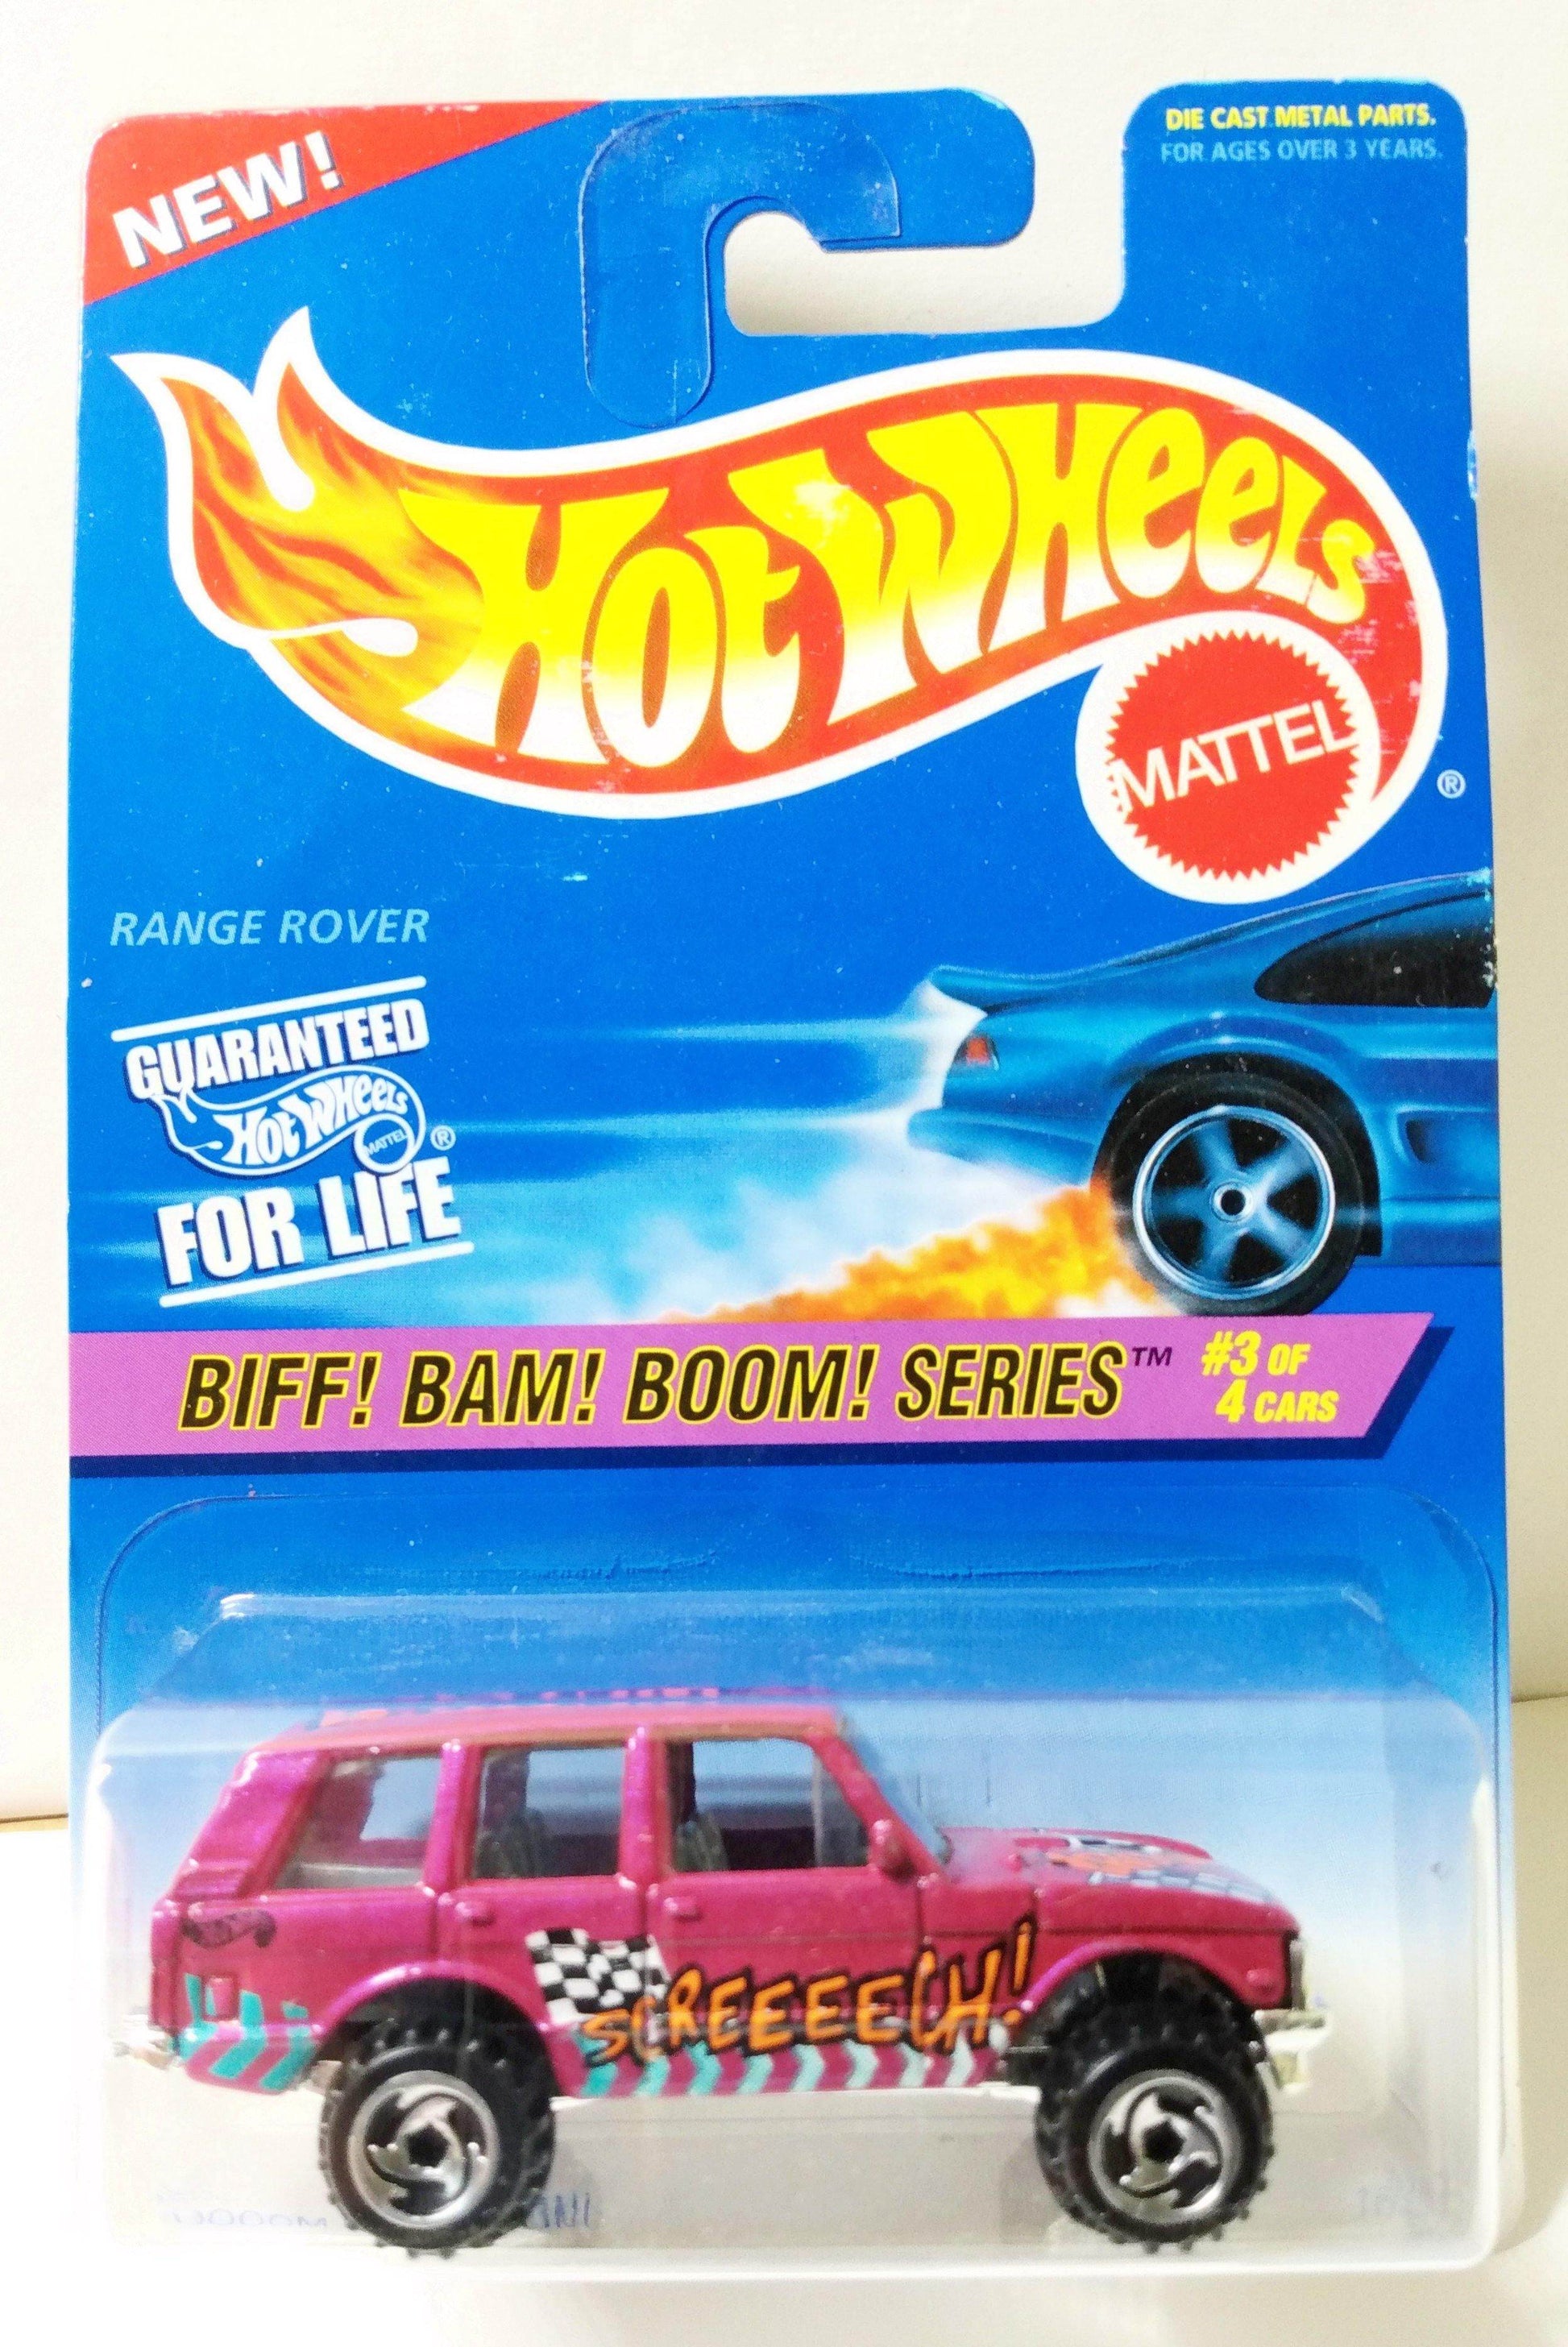 NEW!
DIE CAST METAL PARTS.
FOR AGES OVER 3 YEARS.
HOT WHEELS
MATTEL
®
RANGE ROVER
GUARANTEED
HOT WHEELS
MATTEL
®
FOR LIFE
BIFF! BAM! BOOM! SERIES™
#3 OF
4 CARS
SCREEEECH!